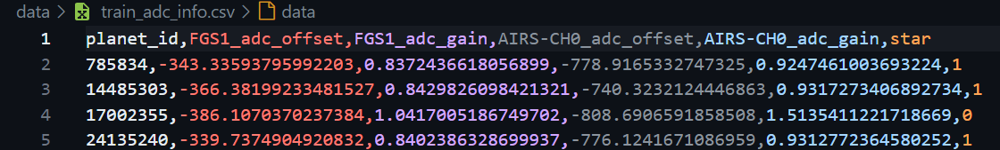 data > train_adc_info.csv > data
1 planet_id,FGS1_adc_offset,FGS1_adc_gain,AIRS-CH0_adc_offset,AIRS-CH0_adc_gain,star
2 785834,-343.33593795992203,0.8372436618056899,-778.9165332747325,0.9247461003693224,1
3 14485303,-366.38199233481527,0.8429826098421321,-740.3232124446863,0.9317273406892734,1
4 17002355,-386.1070370237384,1.0417005186749702,-808.6906591858508,1.5135411221718669,0
5 24135240,-339.7374904920832,0.8402386328699937,-776.1241671086959,0.9312772364580252,1